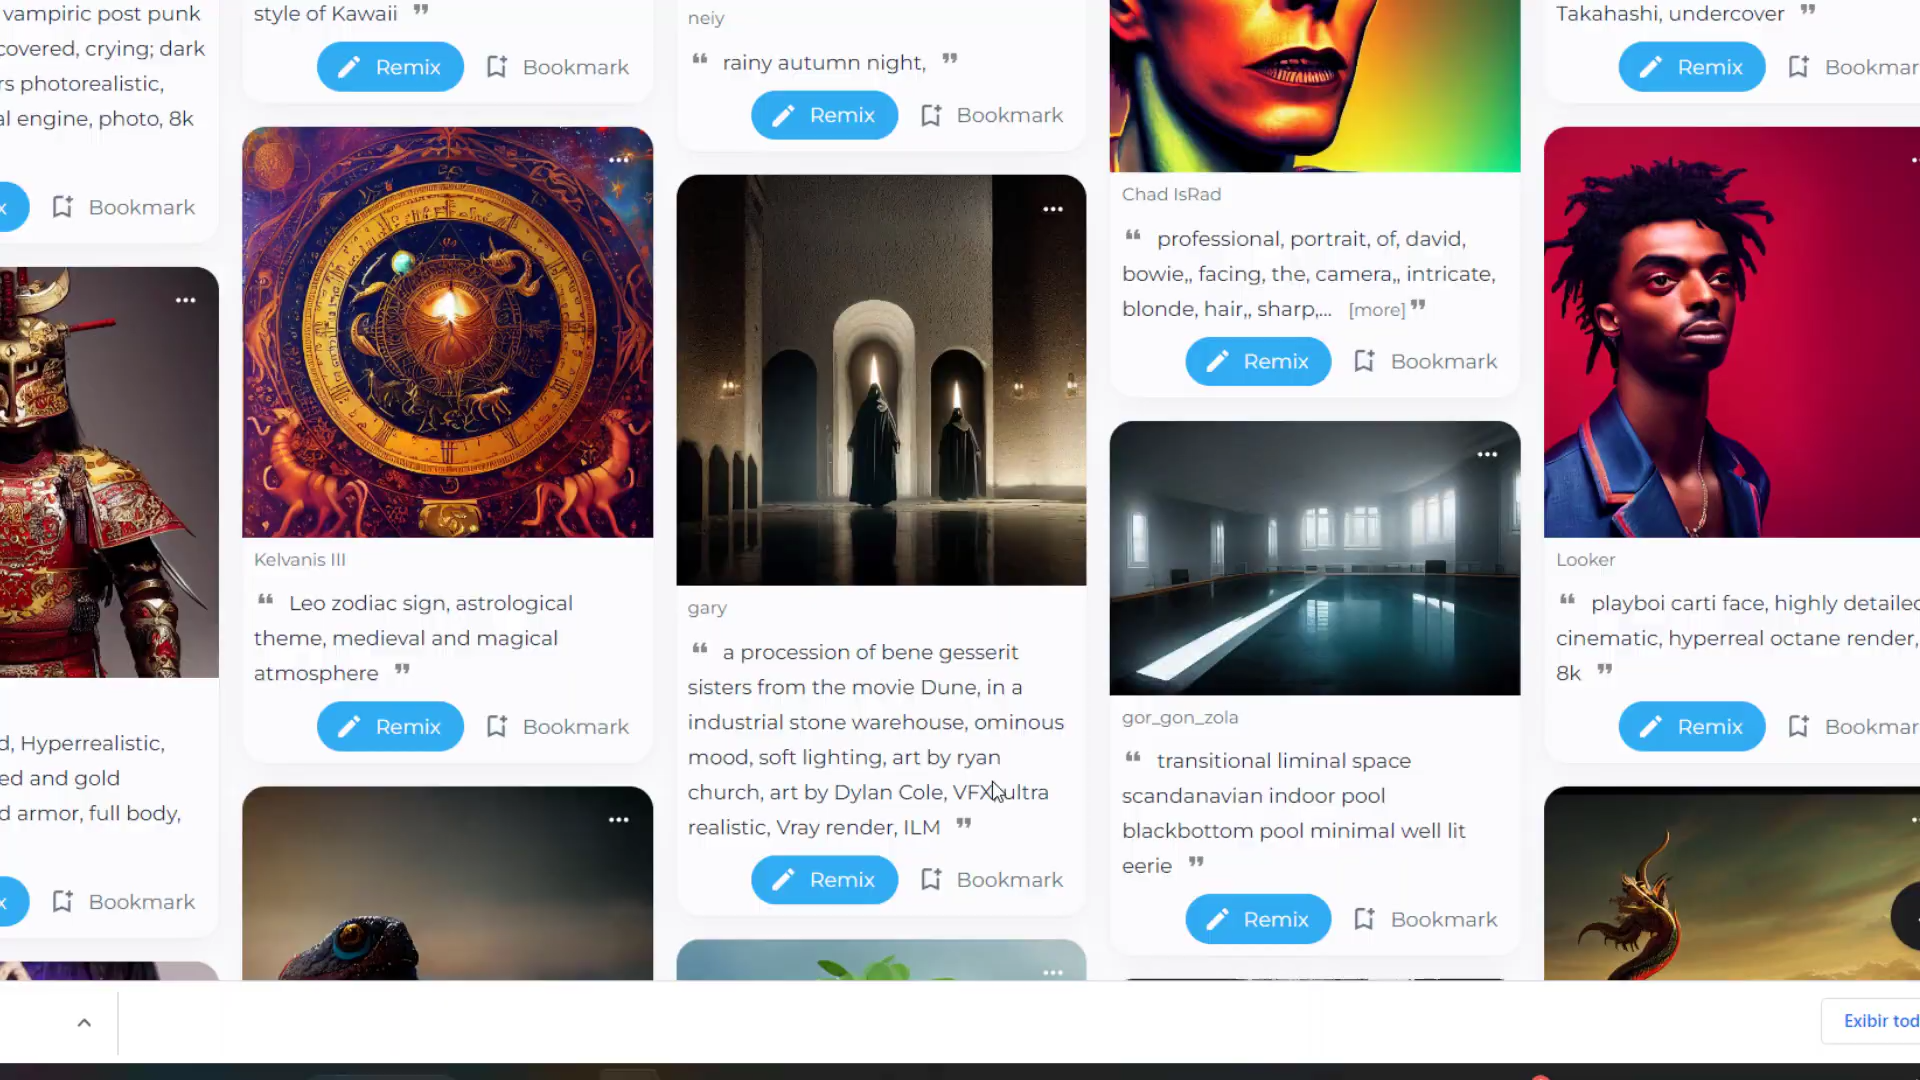 vampiric post punk
covered, crying; dark
rs photorealistic,
al engine, photo, 8k
Bookmark
d, Hyperrealistic,
ed and gold
d armor, full body,
Bookmark
style of Kawaii ❞
Remix Bookmark
Kelvanis III
❝ Leo zodiac sign, astrological
theme, medieval and magical
atmosphere ❞
Remix Bookmark
neiy
❝ rainy autumn night, ❞
Remix Bookmark
gary
❝ a procession of bene gesserit
sisters from the movie Dune, in a
industrial stone warehouse, ominous
mood, soft lighting, art by ryan
church, art by Dylan Cole, VFX ultra
realistic, Vray render, ILM ❞
Remix Bookmark
Chad IsRad
❝ professional, portrait, of, david,
bowie,, facing, the, camera,, intricate,
blonde, hair,, sharp,... [more] ❞
Remix Bookmark
gor_gon_zola
❝ transitional liminal space
scandanavian indoor pool
blackbottom pool minimal well lit
eerie ❞
Remix Bookmark
Takahashi, undercover ❞
Remix Bookmar
Looker
❝ playboi carti face, highly detailed
cinematic, hyperreal octane render,
8k ❞
Remix Bookmar
Exibir tod